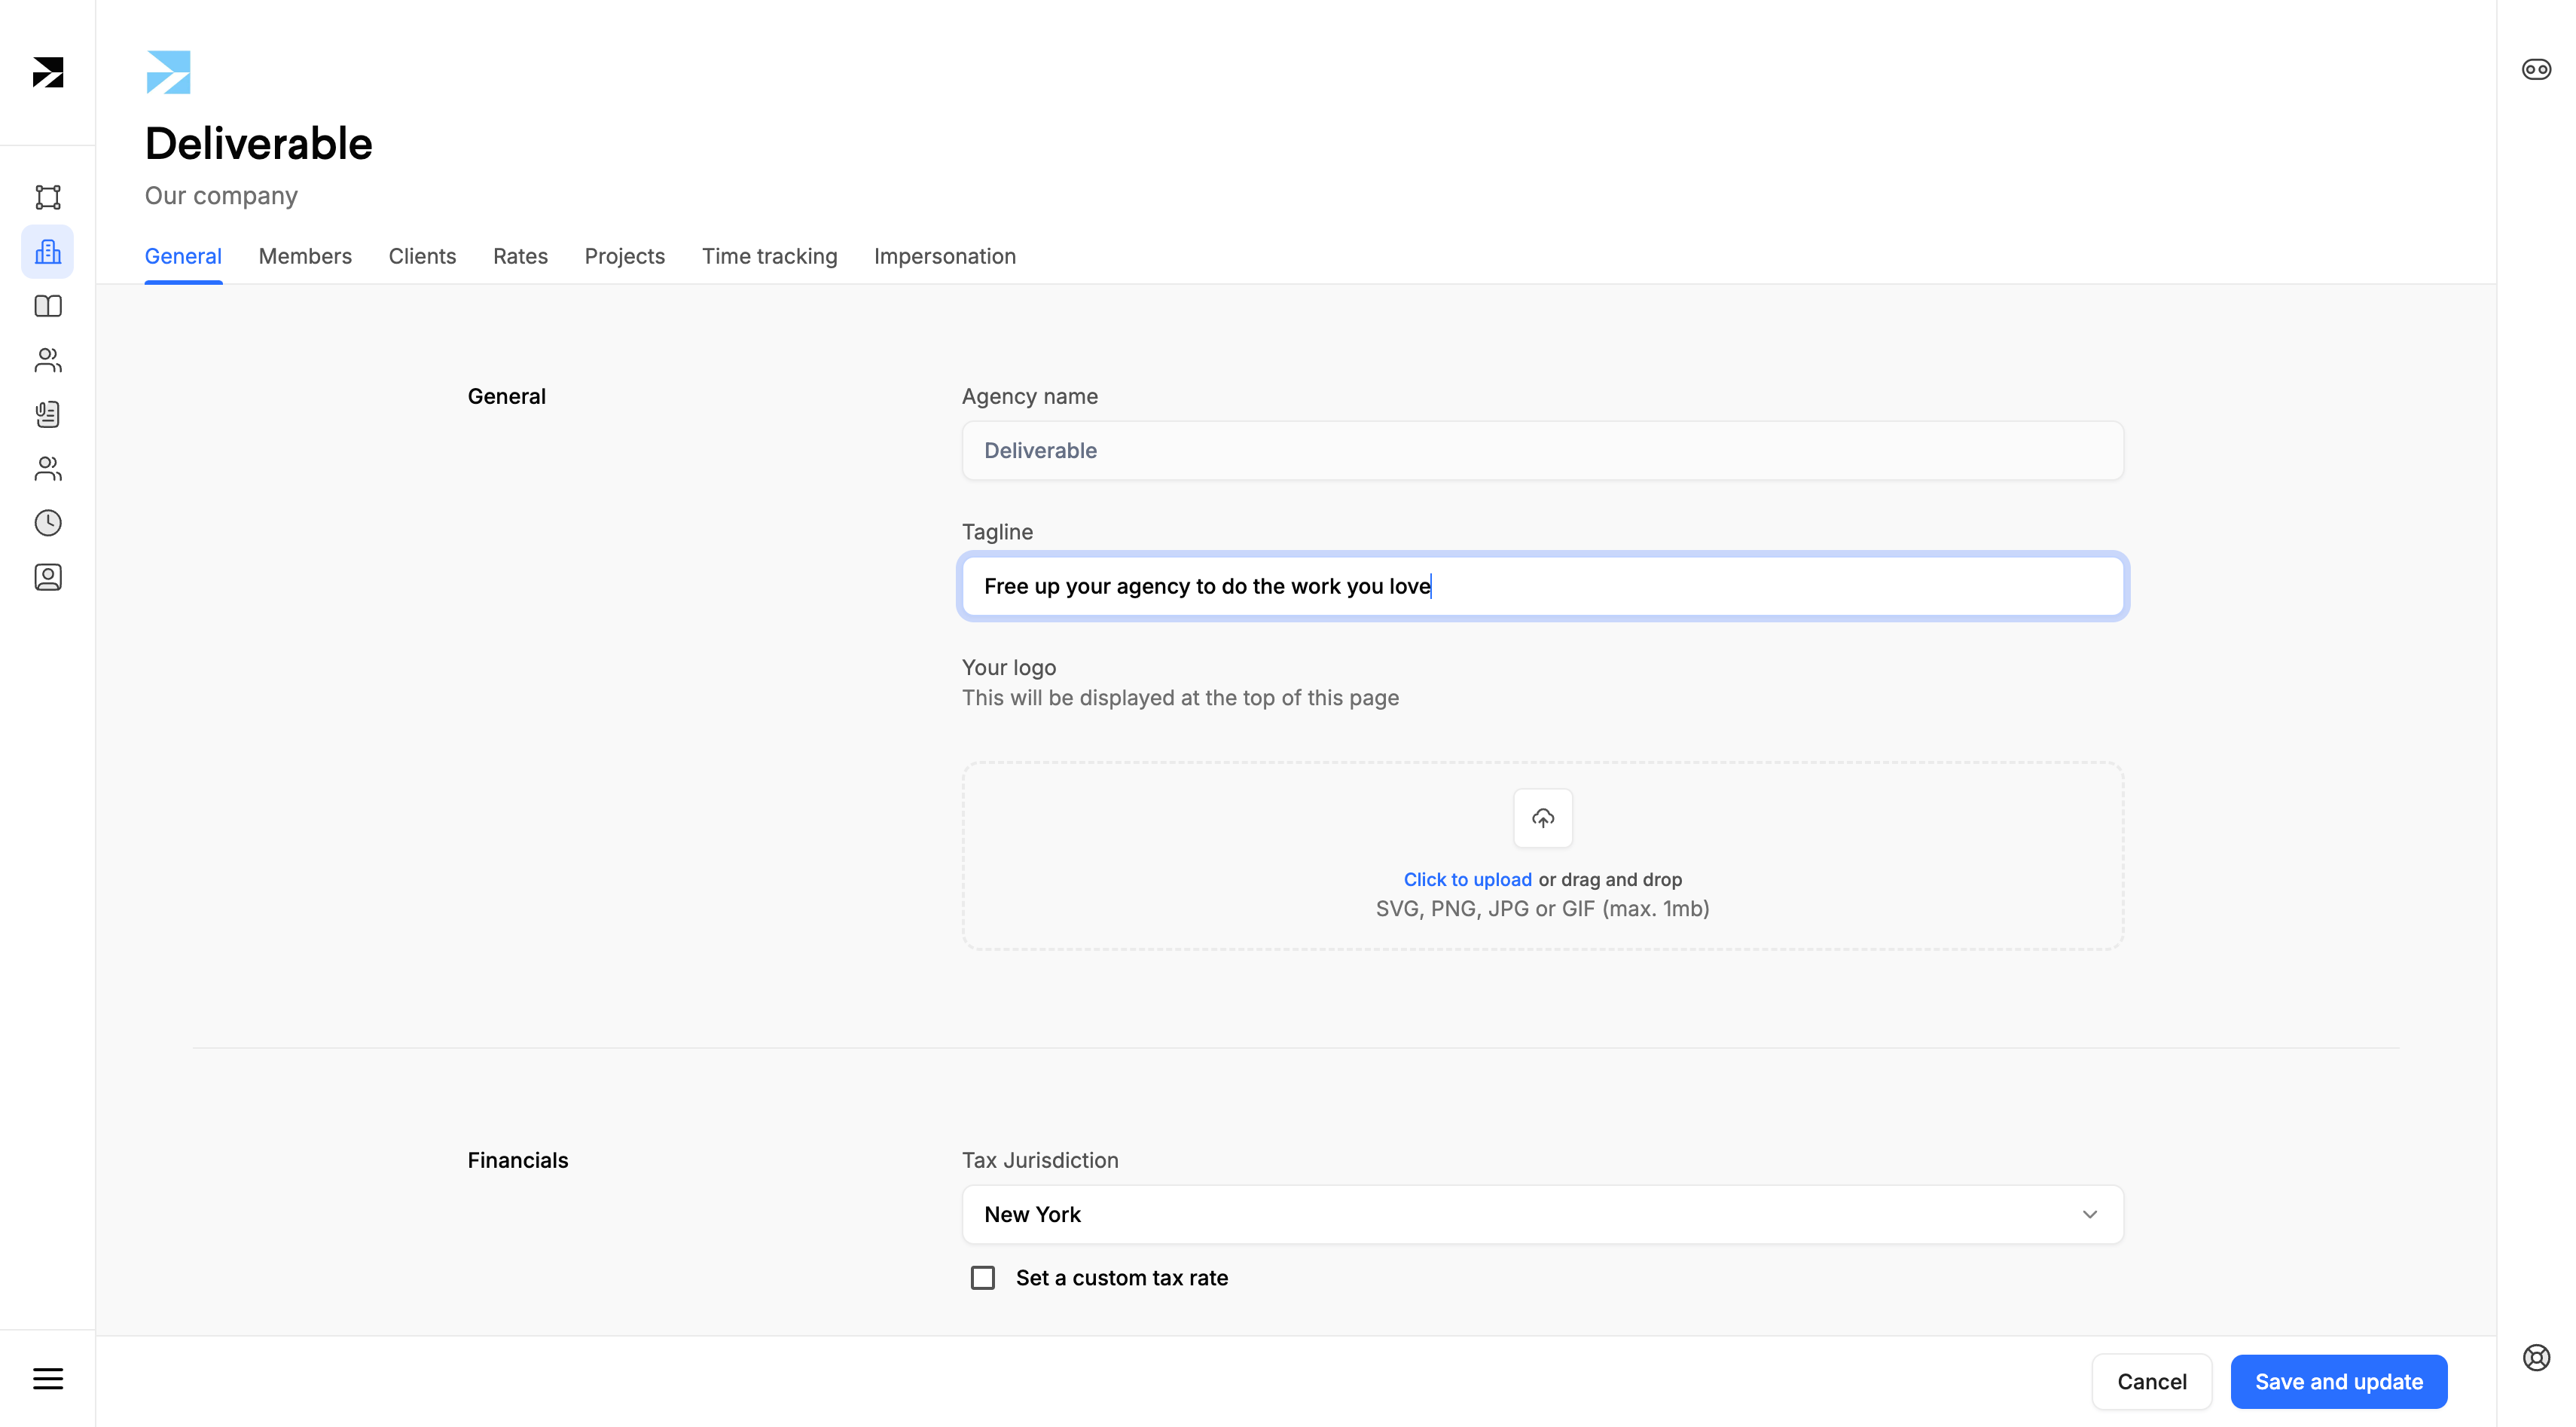 Deliverable
Our company
General
Members
Clients
Rates
Projects
Time tracking
Impersonation
General
Agency name
Deliverable
Tagline
Free up your agency to do the work you love
Your logo
This will be displayed at the top of this page
Click to upload or drag and drop
SVG, PNG, JPG or GIF (max. 1mb)
Financials
Tax Jurisdiction
New York
Set a custom tax rate
Cancel
Save and update